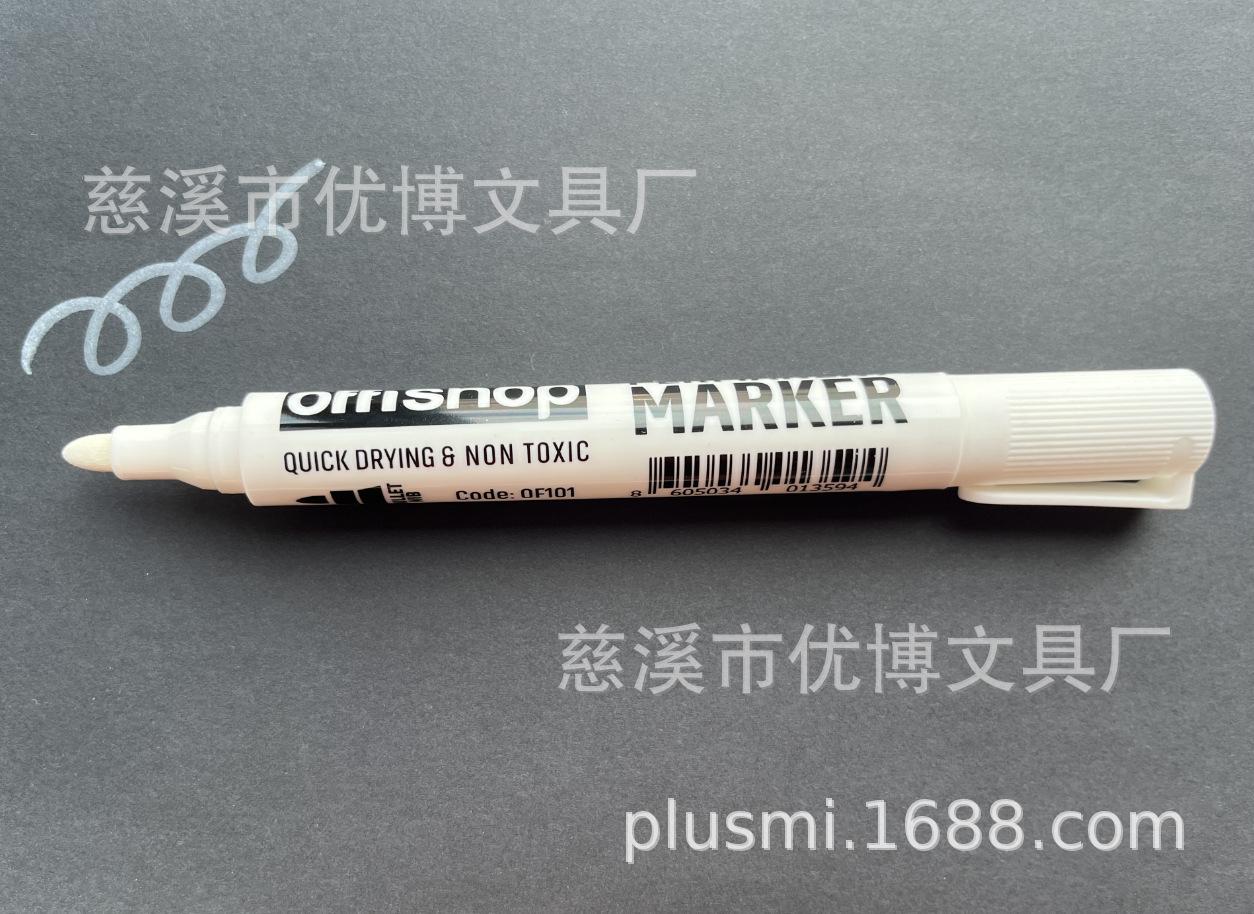 慈溪市优博文具厂
Offishop
MARKER
QUICK DRYING & NON TOXIC
Code: OF101
8 605034 013594
慈溪市优博文具厂
plusmi.1688.com